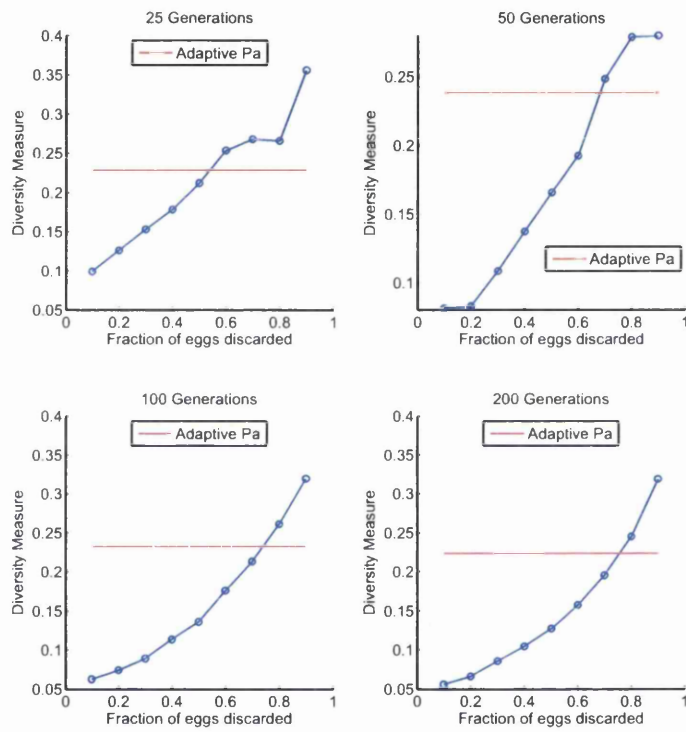 25 Generations
0.4
0.35
0.3
0.25
0.2
0.15
0.1
0.05
Diversity Measure
Adaptive Pa
0 0.2 0.4 0.6 0.8 1
Fraction of eggs discarded
50 Generations
0.25
0.2
0.15
0.1
Diversity Measure
Adaptive Pa
0 0.2 0.4 0.6 0.8 1
Fraction of eggs discarded
100 Generations
0.4
0.35
0.3
0.25
0.2
0.15
0.1
0.05
Diversity Measure
Adaptive Pa
0 0.2 0.4 0.6 0.8 1
Fraction of eggs discarded
200 Generations
0.4
0.35
0.3
0.25
0.2
0.15
0.1
0.05
Diversity Measure
Adaptive Pa
0 0.2 0.4 0.6 0.8 1
Fraction of eggs discarded